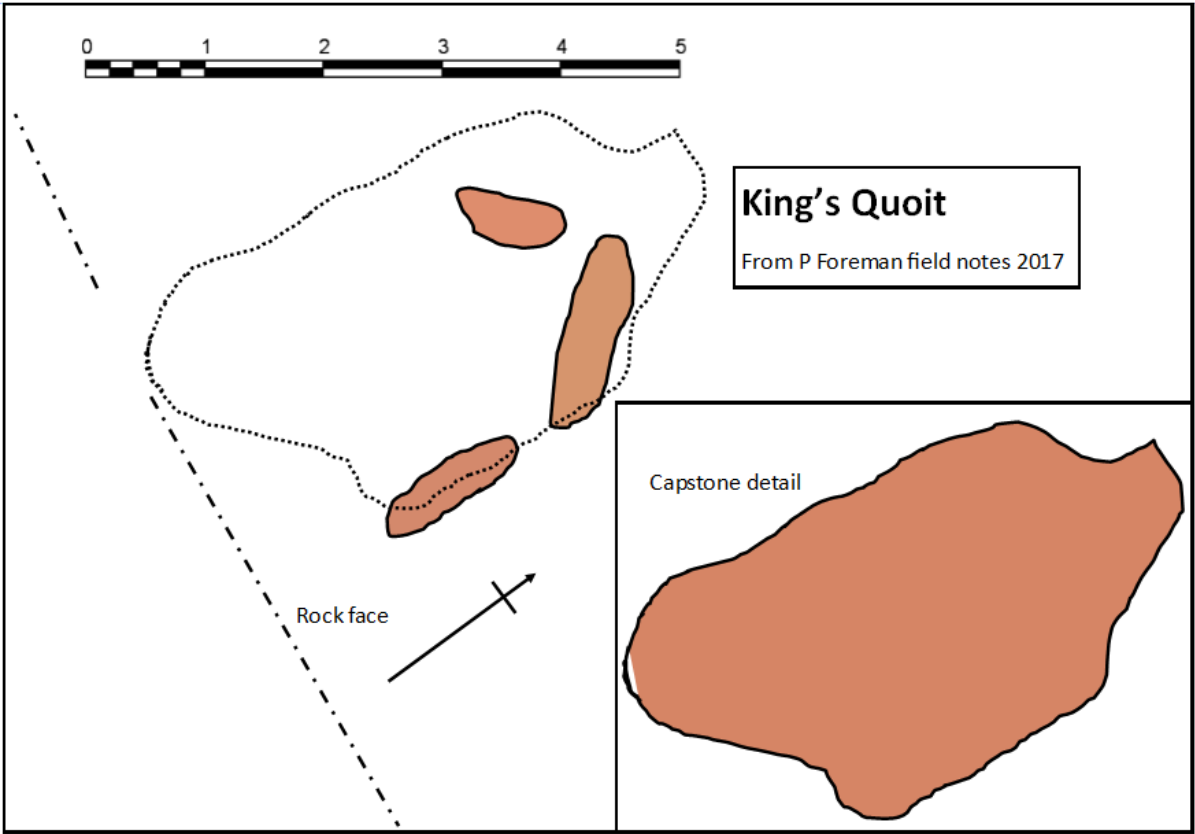 0 1 2 3 4 5
King’s Quoit
From P Foreman field notes 2017
Capstone detail
Rock face